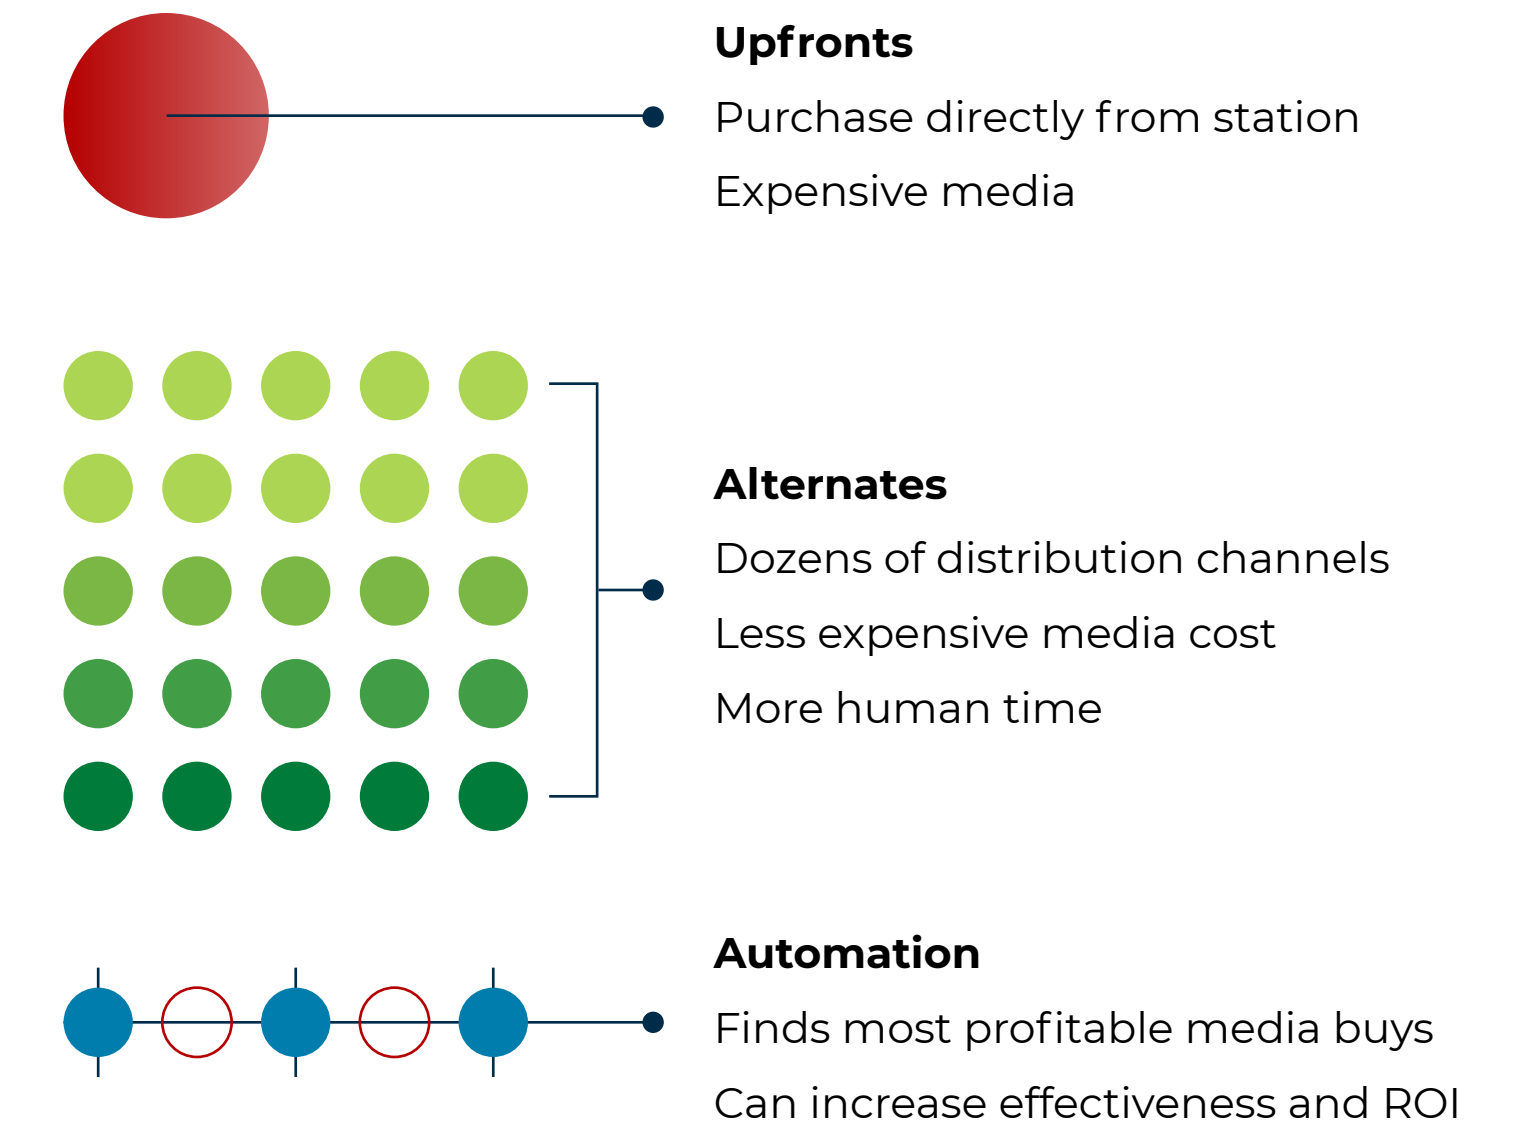 Upfronts
Purchase directly from station
Expensive media
Alternates
Dozens of distribution channels
Less expensive media cost
More human time
Automation
Finds most profitable media buys
Can increase effectiveness and ROI